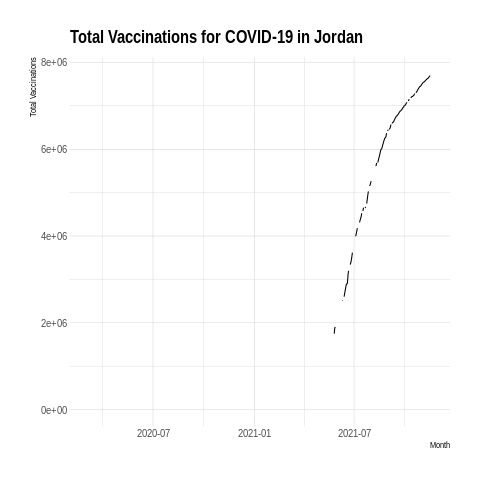 Total Vaccinations for COVID-19 in Jordan
Total Vaccinations
8e+06
6e+06
4e+06
2e+06
0e+00
2020-07 2021-01 2021-07
Month